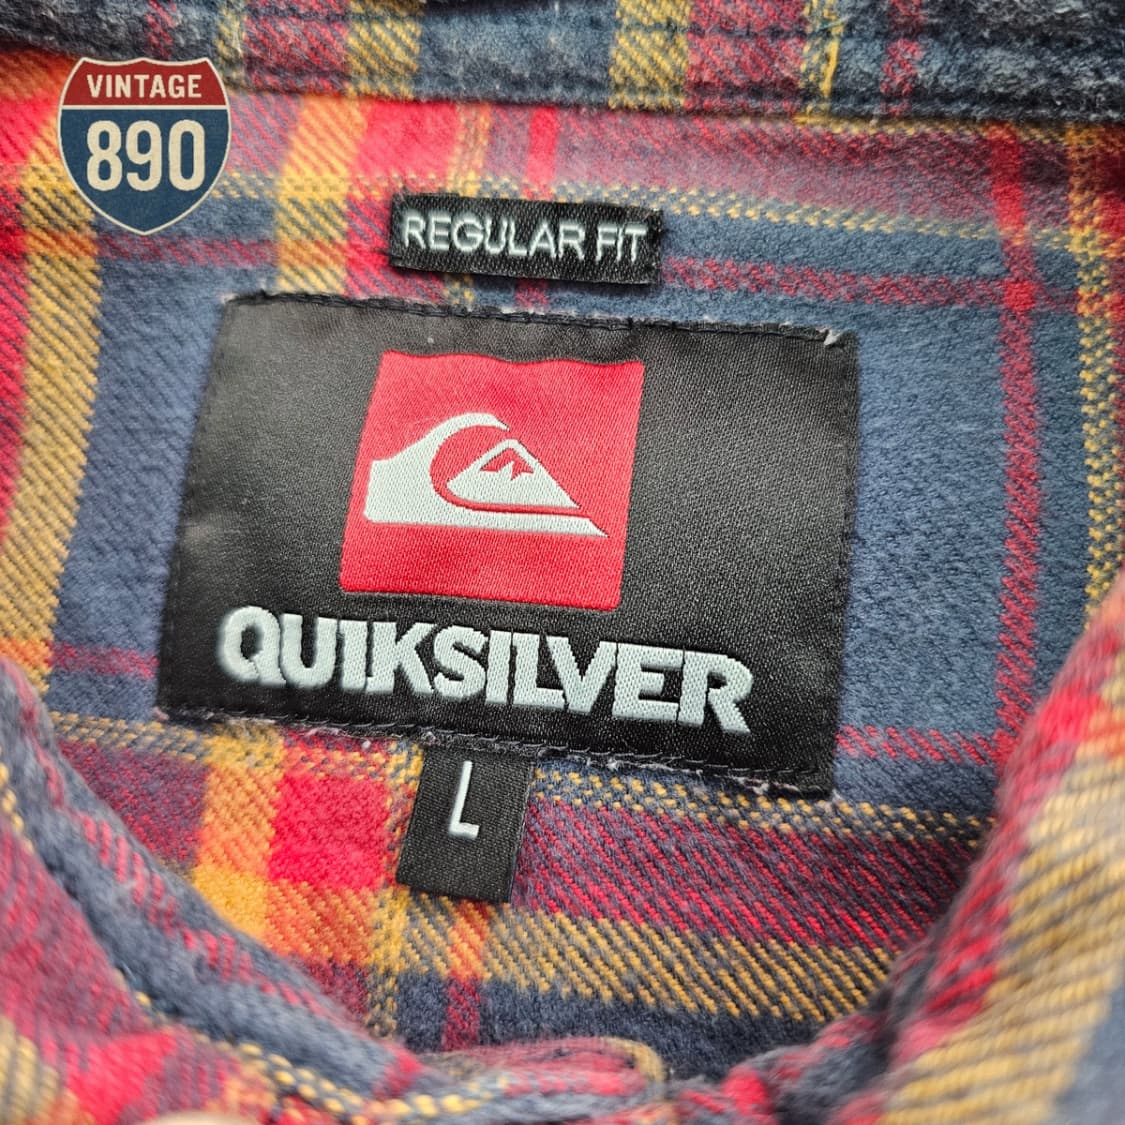 VINTAGE
890
REGULAR FIT
QUIKSILVER
L